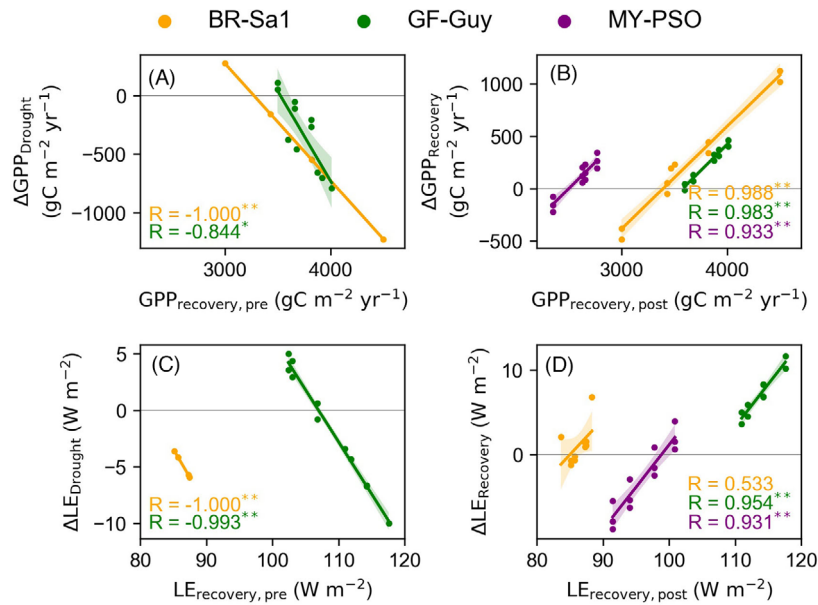 BR-Sa1 GF-Guy MY-PSO
(A)
ΔGPP_Drought
(gC m⁻² yr⁻¹)
0
−500
−1000
R = -1.000**
R = -0.844*
3000 4000
GPP_recovery, pre (gC m⁻² yr⁻¹)
(B)
ΔGPP_Recovery
(gC m⁻² yr⁻¹)
1000
500
0
−500
R = 0.988**
R = 0.983**
R = 0.933**
3000 4000
GPP_recovery, post (gC m⁻² yr⁻¹)
(C)
ΔLE_Drought (W m⁻²)
5
0
−5
−10
R = -1.000**
R = -0.993**
80 90 100 110 120
LE_recovery, pre (W m⁻²)
(D)
ΔLE_Recovery (W m⁻²)
10
0
R = 0.533
R = 0.954**
R = 0.931**
80 90 100 110 120
LE_recovery, post (W m⁻²)